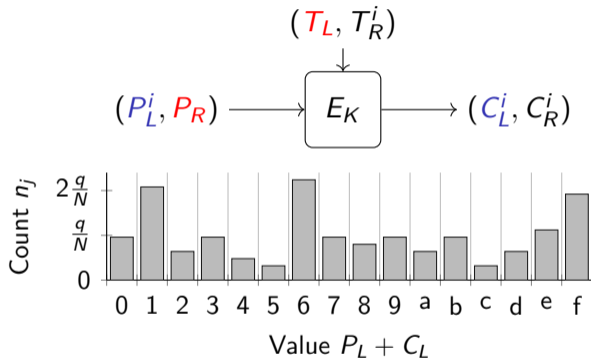 (T_L, T_R^i)
(P_L^i, P_R) E_K (C_L^i, C_R^i)
Count n_j
2 q/N
q/N
0
0 1 2 3 4 5 6 7 8 9 a b c d e f
Value P_L + C_L